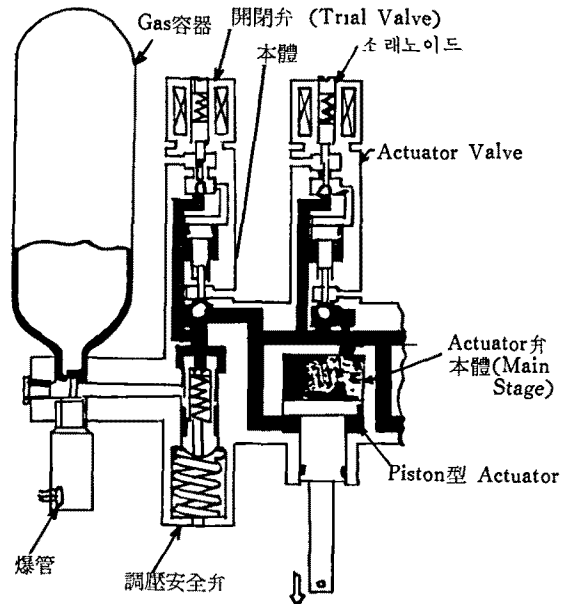 Gas容器
開閉弁 (Trial Valve)
本體
소래노이드
Actuator Valve
Actuator弁
本體(Main
Stage)
Piston型 Actuator
爆管
調壓安全弁